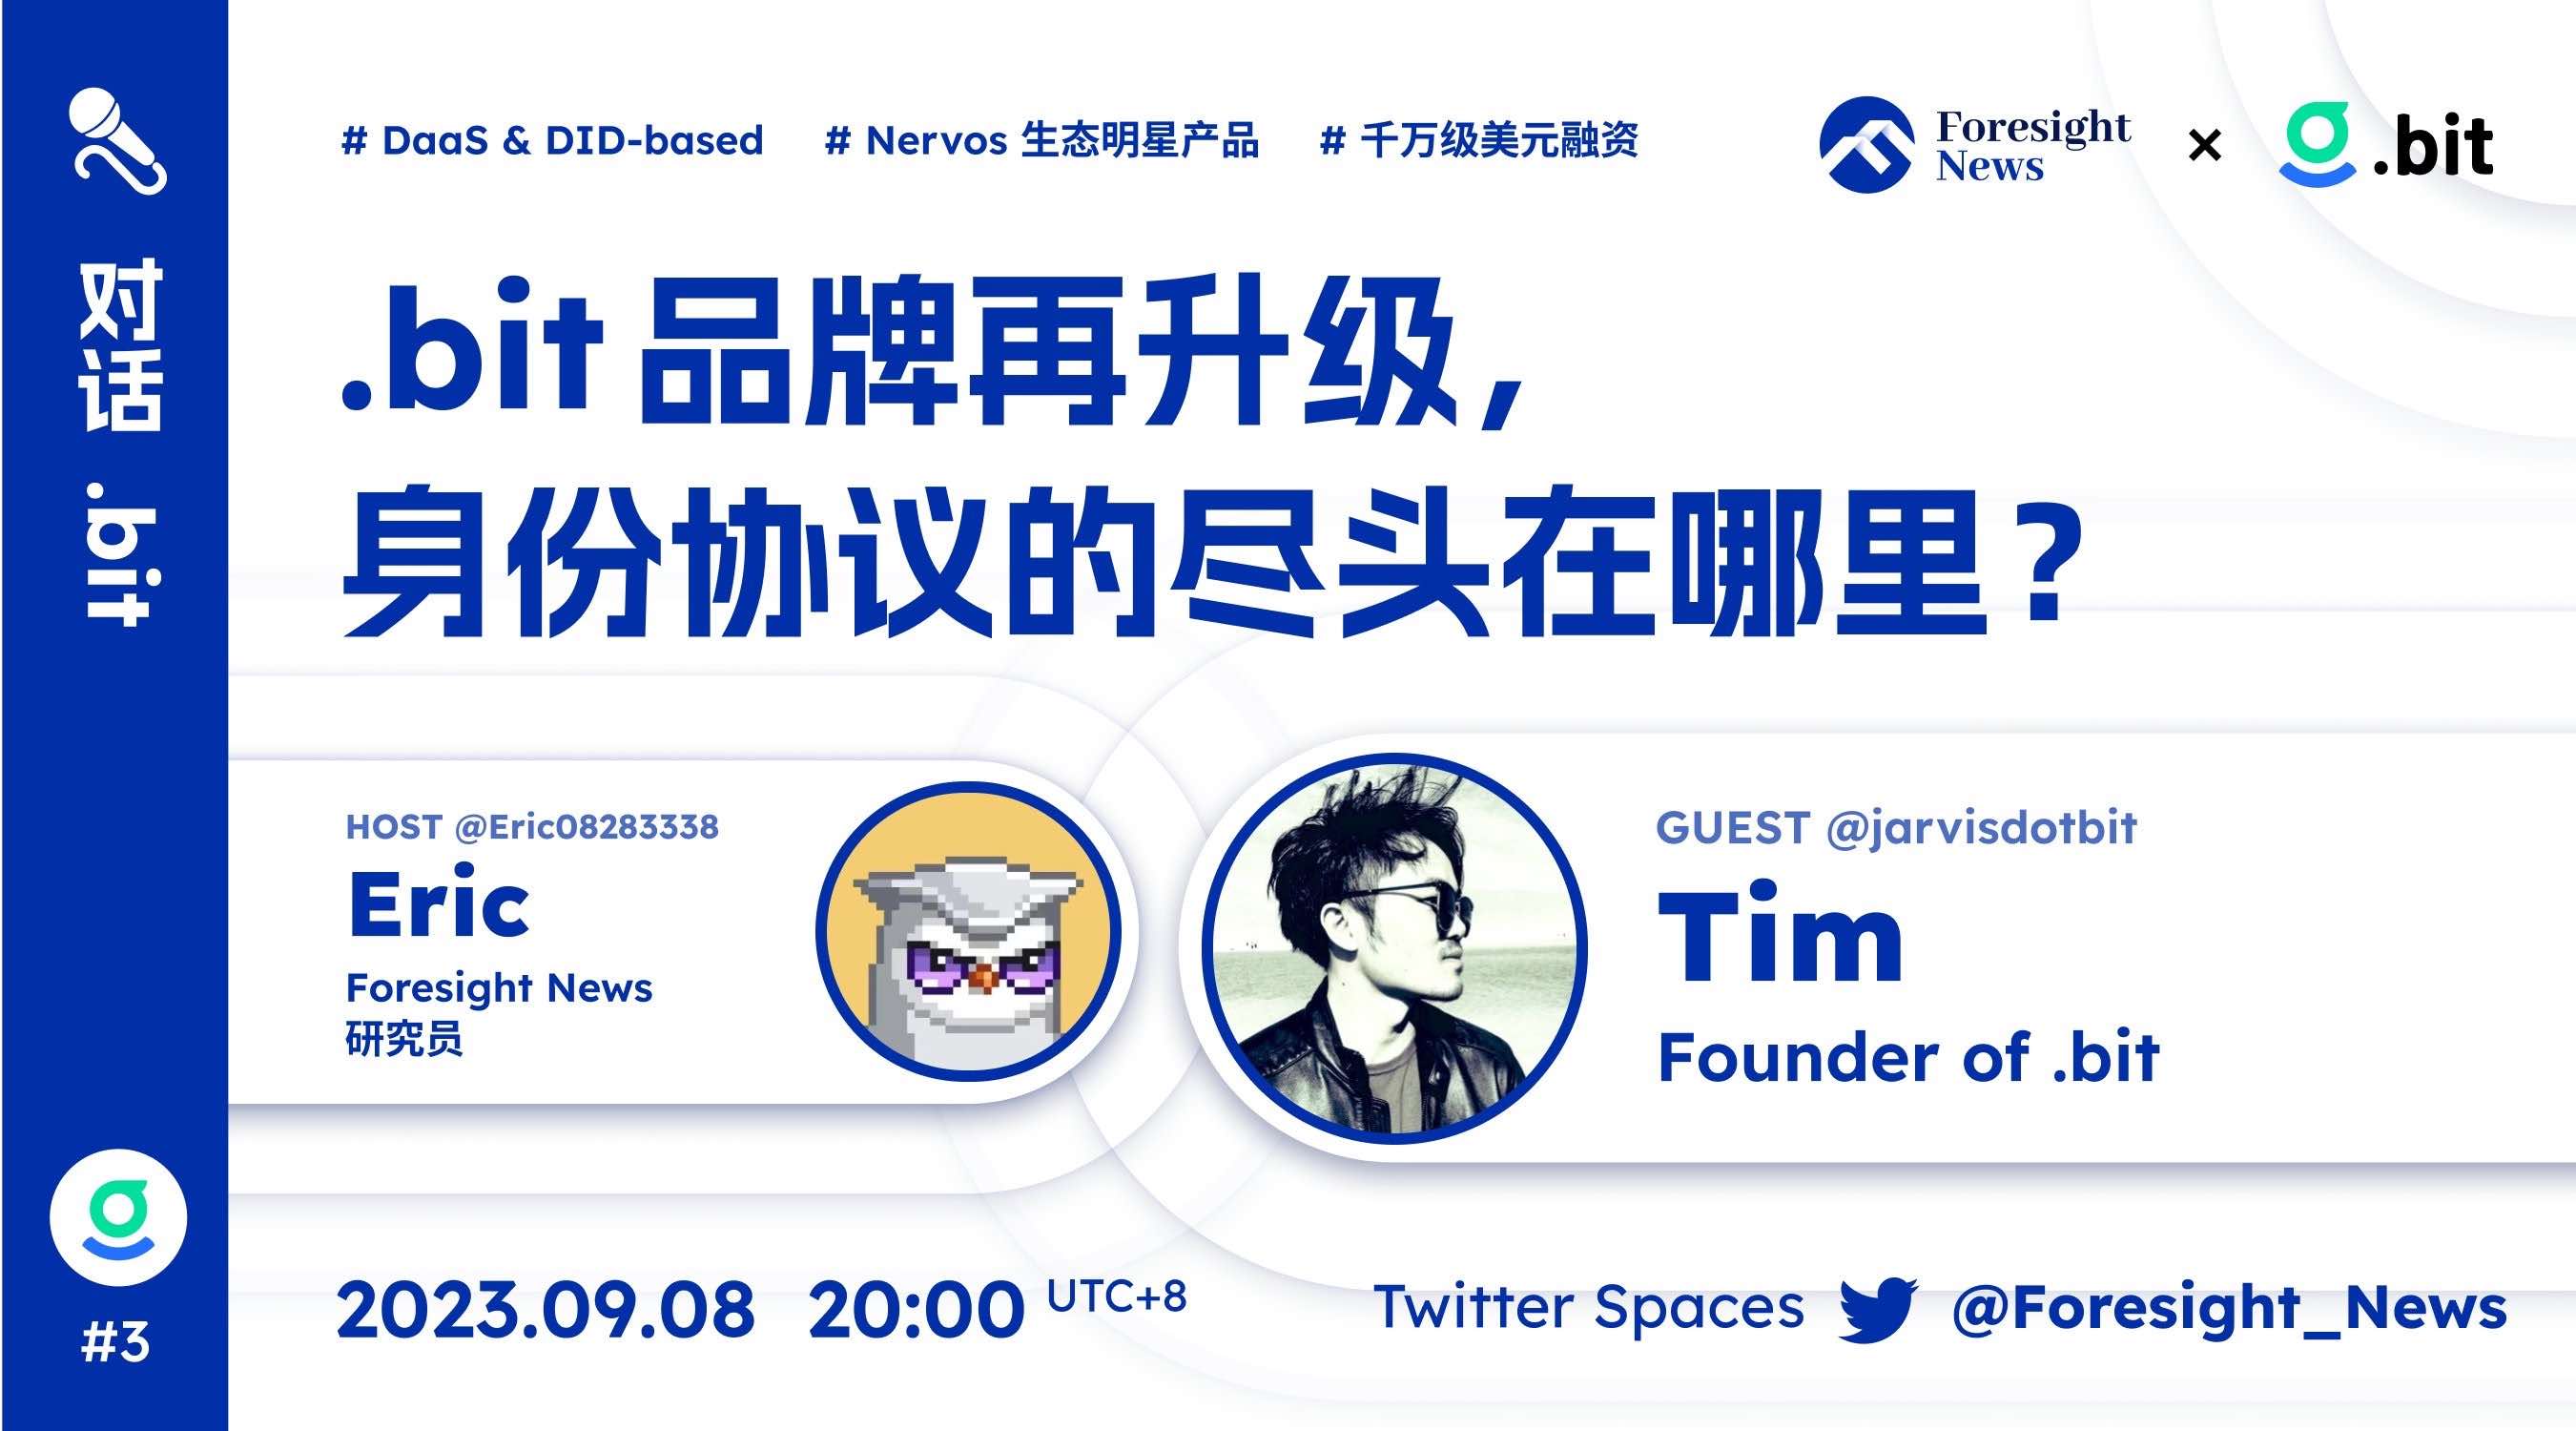 对话 .bit
#3
# DaaS & DID-based # Nervos 生态明星产品 # 千万级美元融资
Foresight
News
× .bit
.bit 品牌再升级，
身份协议的尽头在哪里？
HOST @Eric08283338
Eric
Foresight News
研究员
GUEST @jarvisdotbit
Tim
Founder of .bit
2023.09.08 20:00 UTC+8
Twitter Spaces @Foresight_News